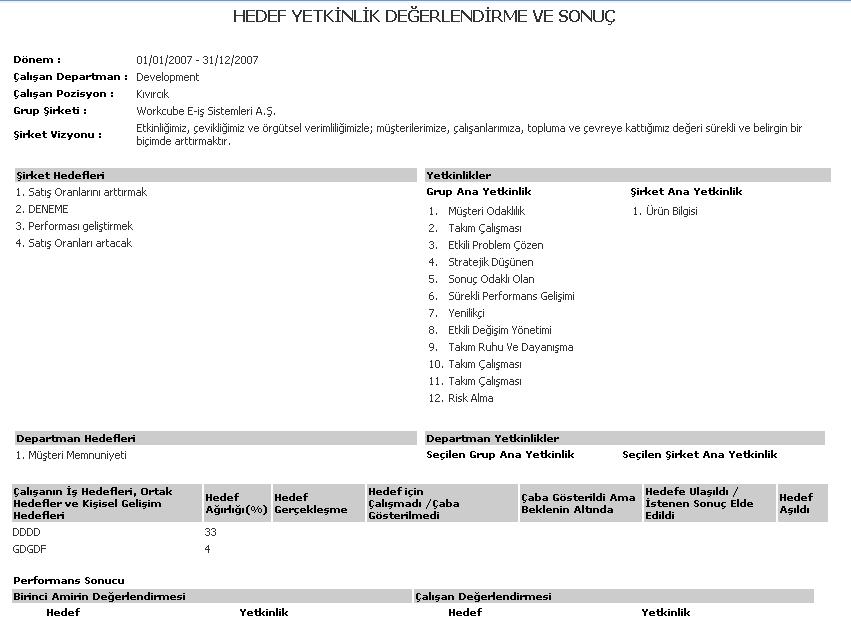 HEDEF YETKİNLİK DEĞERLENDİRME VE SONUÇ
Dönem : 01/01/2007 - 31/12/2007
Çalışan Departman : Development
Çalışan Pozisyon : Kıvırcık
Grup Şirketi : Workcube E-iş Sistemleri A.Ş.
Şirket Vizyonu : Etkinliğimiz, çevikliğimiz ve örgütsel verimliliğimizle; müşterilerimize, çalışanlarımıza, topluma ve çevreye kattığımız değeri sürekli ve belirgin bir
biçimde arttırmaktır.
Şirket Hedefleri
1. Satış Oranlarını arttırmak
2. DENEME
3. Performası geliştirmek
4. Satış Oranları artacak
Yetkinlikler
Grup Ana Yetkinlik
1. Müşteri Odaklılık
2. Takım Çalışması
3. Etkili Problem Çözen
4. Stratejik Düşünen
5. Sonuç Odaklı Olan
6. Sürekli Performans Gelişimi
7. Yenilikçi
8. Etkili Değişim Yönetimi
9. Takım Ruhu Ve Dayanışma
10. Takım Çalışması
11. Takım Çalışması
12. Risk Alma
Şirket Ana Yetkinlik
1. Ürün Bilgisi
Departman Hedefleri
1. Müşteri Memnuniyeti
Departman Yetkinlikler
Seçilen Grup Ana Yetkinlik Seçilen Şirket Ana Yetkinlik
Çalışanın İş Hedefleri, Ortak
Hedefler ve Kişisel Gelişim
Hedefleri
Hedef
Ağırlığı(%)
Hedef
Gerçekleşme
Hedef için
Çalışmadı /Çaba
Gösterilmedi
Çaba Gösterildi Ama
Beklenin Altında
Hedefe Ulaşıldı /
İstenen Sonuç Elde
Edildi
Hedef
Aşıldı
DDDD 33
GDGDF 4
Performans Sonucu
Birinci Amirin Değerlendirmesi Çalışan Değerlendirmesi
Hedef Yetkinlik Hedef Yetkinlik